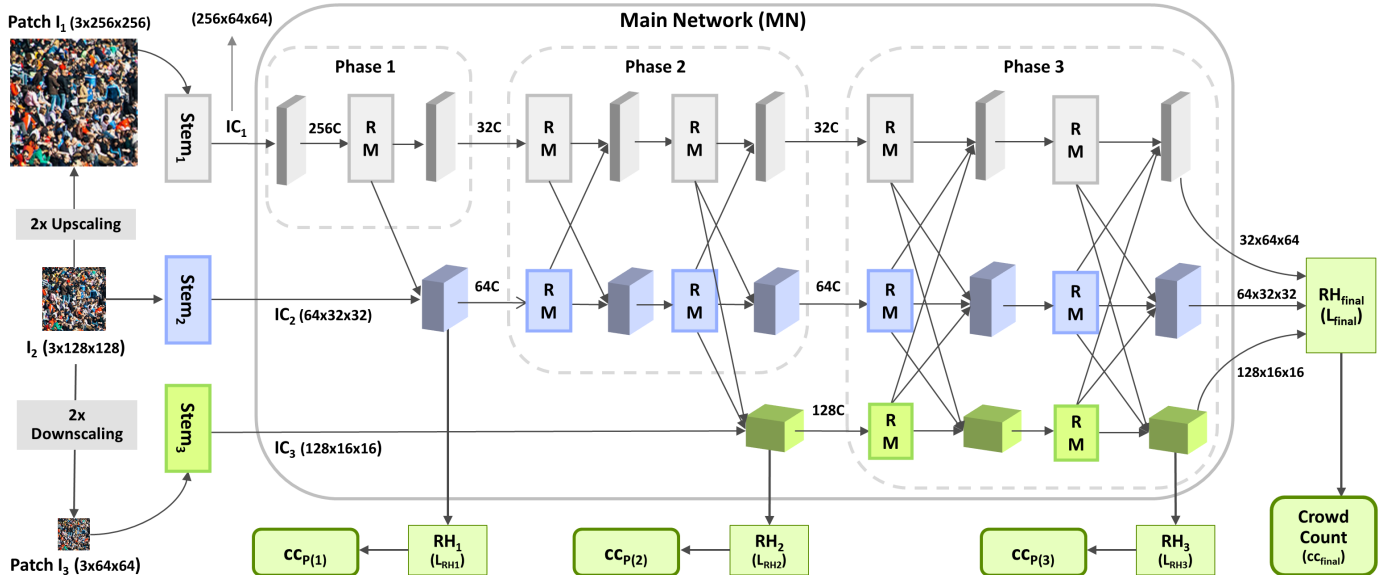 Patch I₁ (3x256x256)
(256x64x64)
Main Network (MN)
Phase 1
Phase 2
Phase 3
Stem₁
IC₁
256C
R M
32C
R M
R M
32C
R M
R M
2x Upscaling
32x64x64
Stem₂
IC₂ (64x32x32)
64C
R M
R M
64C
R M
R M
64x32x32
RHfinal
(Lfinal)
I₂ (3x128x128)
128x16x16
2x
Downscaling
Stem₃
IC₃ (128x16x16)
128C
R M
R M
Patch I₃ (3x64x64)
ccP(1)
RH₁
(LRH1)
ccP(2)
RH₂
(LRH2)
ccP(3)
RH₃
(LRH3)
Crowd
Count
(ccfinal)